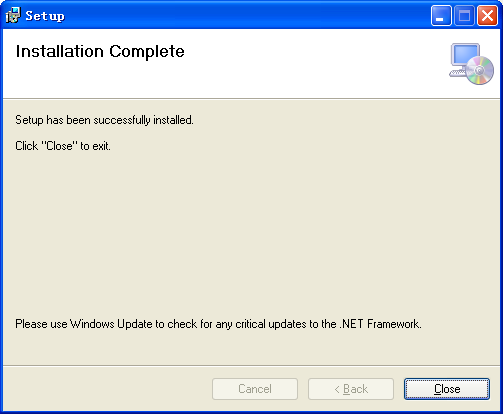 Setup
Installation Complete
Setup has been successfully installed.
Click "Close" to exit.
Please use Windows Update to check for any critical updates to the .NET Framework.
Cancel
< Back
Close